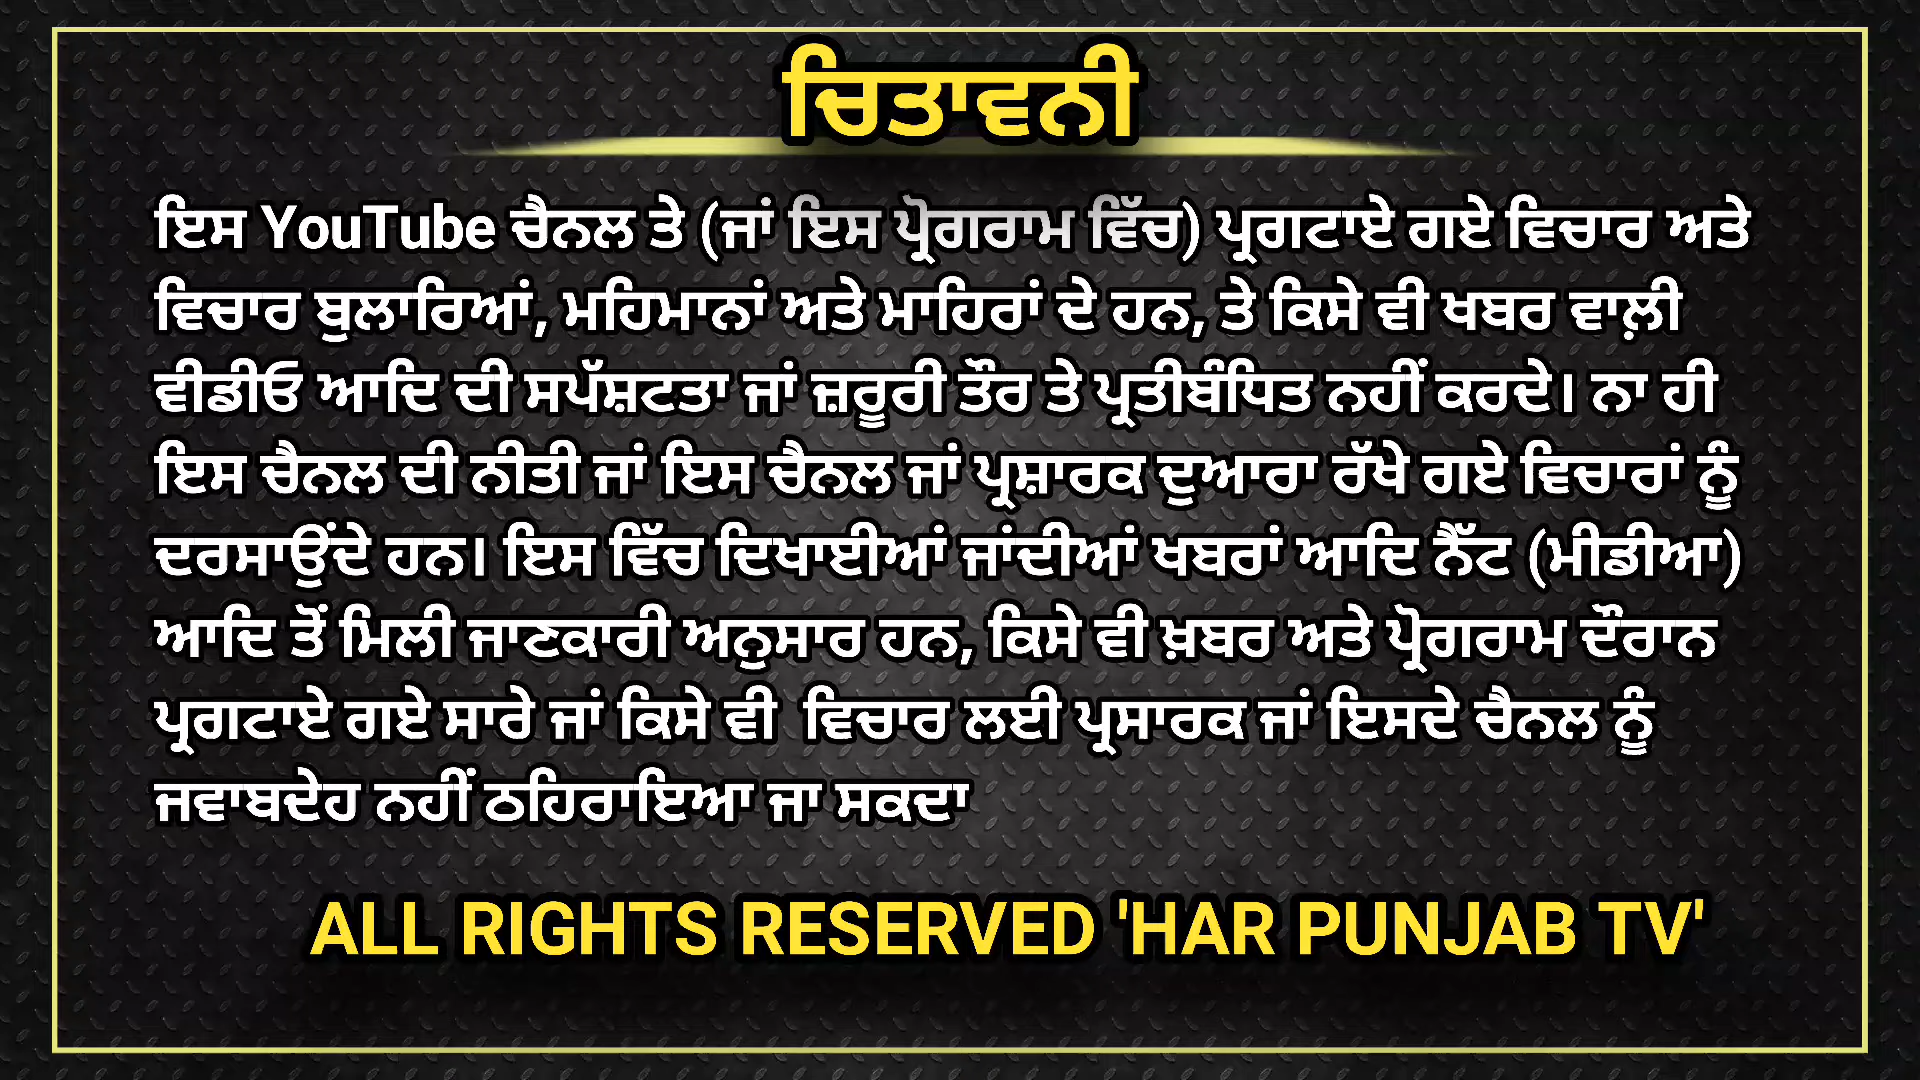 ਚਿਤਾਵਨੀ
ਇਸ YouTube ਚੈਨਲ ਤੇ (ਜਾਂ ਇਸ ਪ੍ਰੋਗਰਾਮ ਵਿੱਚ) ਪ੍ਰਗਟਾਏ ਗਏ ਵਿਚਾਰ ਅਤੇ
ਵਿਚਾਰ ਬੁਲਾਰਿਆਂ, ਮਹਿਮਾਨਾਂ ਅਤੇ ਮਾਹਿਰਾਂ ਦੇ ਹਨ, ਤੇ ਕਿਸੇ ਵੀ ਖਬਰ ਵਾਲ਼ੀ
ਵੀਡੀਓ ਆਦਿ ਦੀ ਸਪੱਸ਼ਟਤਾ ਜਾਂ ਜ਼ਰੂਰੀ ਤੌਰ ਤੇ ਪ੍ਰਤੀਬੰਧਿਤ ਨਹੀਂ ਕਰਦੇ। ਨਾ ਹੀ
ਇਸ ਚੈਨਲ ਦੀ ਨੀਤੀ ਜਾਂ ਇਸ ਚੈਨਲ ਜਾਂ ਪ੍ਰਸ਼ਾਰਕ ਦੁਆਰਾ ਰੱਖੇ ਗਏ ਵਿਚਾਰਾਂ ਨੂੰ
ਦਰਸਾਉਂਦੇ ਹਨ। ਇਸ ਵਿੱਚ ਦਿਖਾਈਆਂ ਜਾਂਦੀਆਂ ਖਬਰਾਂ ਆਦਿ ਨੈੱਟ (ਮੀਡੀਆ)
ਆਦਿ ਤੋਂ ਮਿਲੀ ਜਾਣਕਾਰੀ ਅਨੁਸਾਰ ਹਨ, ਕਿਸੇ ਵੀ ਖ਼ਬਰ ਅਤੇ ਪ੍ਰੋਗਰਾਮ ਦੌਰਾਨ
ਪ੍ਰਗਟਾਏ ਗਏ ਸਾਰੇ ਜਾਂ ਕਿਸੇ ਵੀ  ਵਿਚਾਰ ਲਈ ਪ੍ਰਸਾਰਕ ਜਾਂ ਇਸਦੇ ਚੈਨਲ ਨੂੰ
ਜਵਾਬਦੇਹ ਨਹੀਂ ਠਹਿਰਾਇਆ ਜਾ ਸਕਦਾ
ALL RIGHTS RESERVED 'HAR PUNJAB TV'